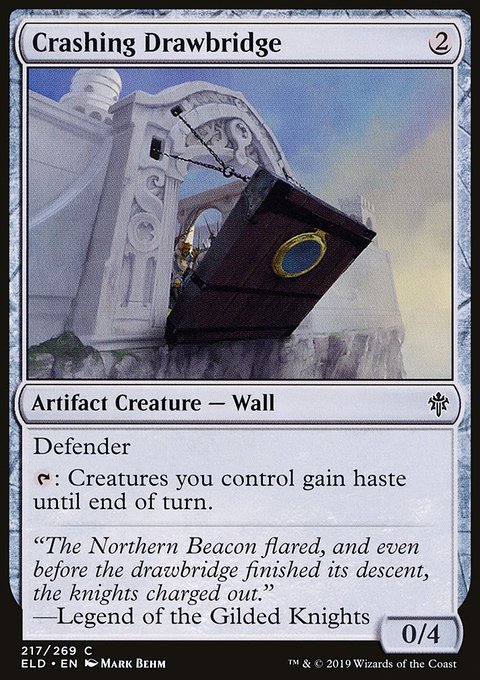 Crashing Drawbridge 2
Artifact Creature — Wall
Defender
: Creatures you control gain haste
until end of turn.
“The Northern Beacon flared, and even
before the drawbridge finished its descent,
the knights charged out.”
—Legend of the Gilded Knights
0/4
217/269 C
ELD • EN Mark Behm
™ & © 2019 Wizards of the Coast